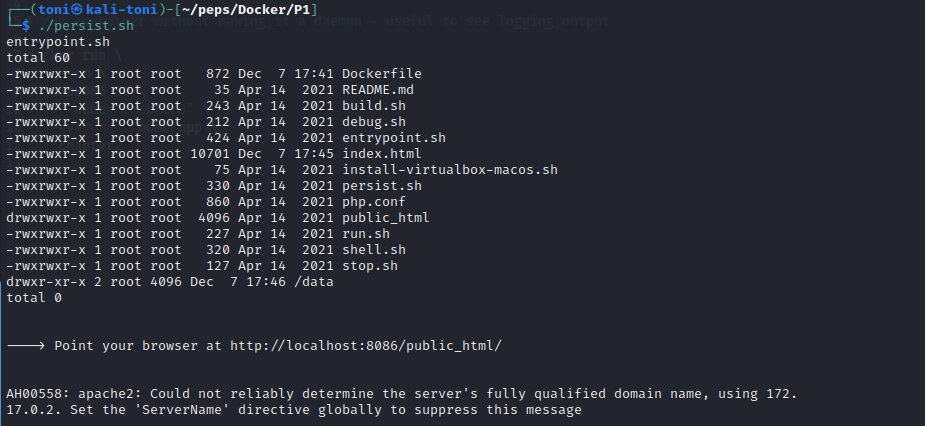 ┌──(toni㉿kali-toni)-[~/peps/Docker/P1]
└─$ ./persist.sh
entrypoint.sh
total 60
-rwxrwxr-x 1 root root   872 Dec  7 17:41 Dockerfile
-rwxrwxr-x 1 root root    35 Apr 14  2021 README.md
-rwxrwxr-x 1 root root   243 Apr 14  2021 build.sh
-rwxrwxr-x 1 root root   212 Apr 14  2021 debug.sh
-rwxrwxr-x 1 root root   424 Apr 14  2021 entrypoint.sh
-rwxrwxr-x 1 root root 10701 Dec  7 17:45 index.html
-rwxrwxr-x 1 root root    75 Apr 14  2021 install-virtualbox-macos.sh
-rwxrwxr-x 1 root root   330 Apr 14  2021 persist.sh
-rwxrwxr-x 1 root root   860 Apr 14  2021 php.conf
drwxrwxr-x 1 root root  4096 Apr 14  2021 public_html
-rwxrwxr-x 1 root root   227 Apr 14  2021 run.sh
-rwxrwxr-x 1 root root   320 Apr 14  2021 shell.sh
-rwxrwxr-x 1 root root   127 Apr 14  2021 stop.sh
drwxr-xr-x 2 root root 4096 Dec  7 17:46 /data
total 0
----> Point your browser at http://localhost:8086/public_html/
AH00558: apache2: Could not reliably determine the server's fully qualified domain name, using 172.
17.0.2. Set the 'ServerName' directive globally to suppress this message